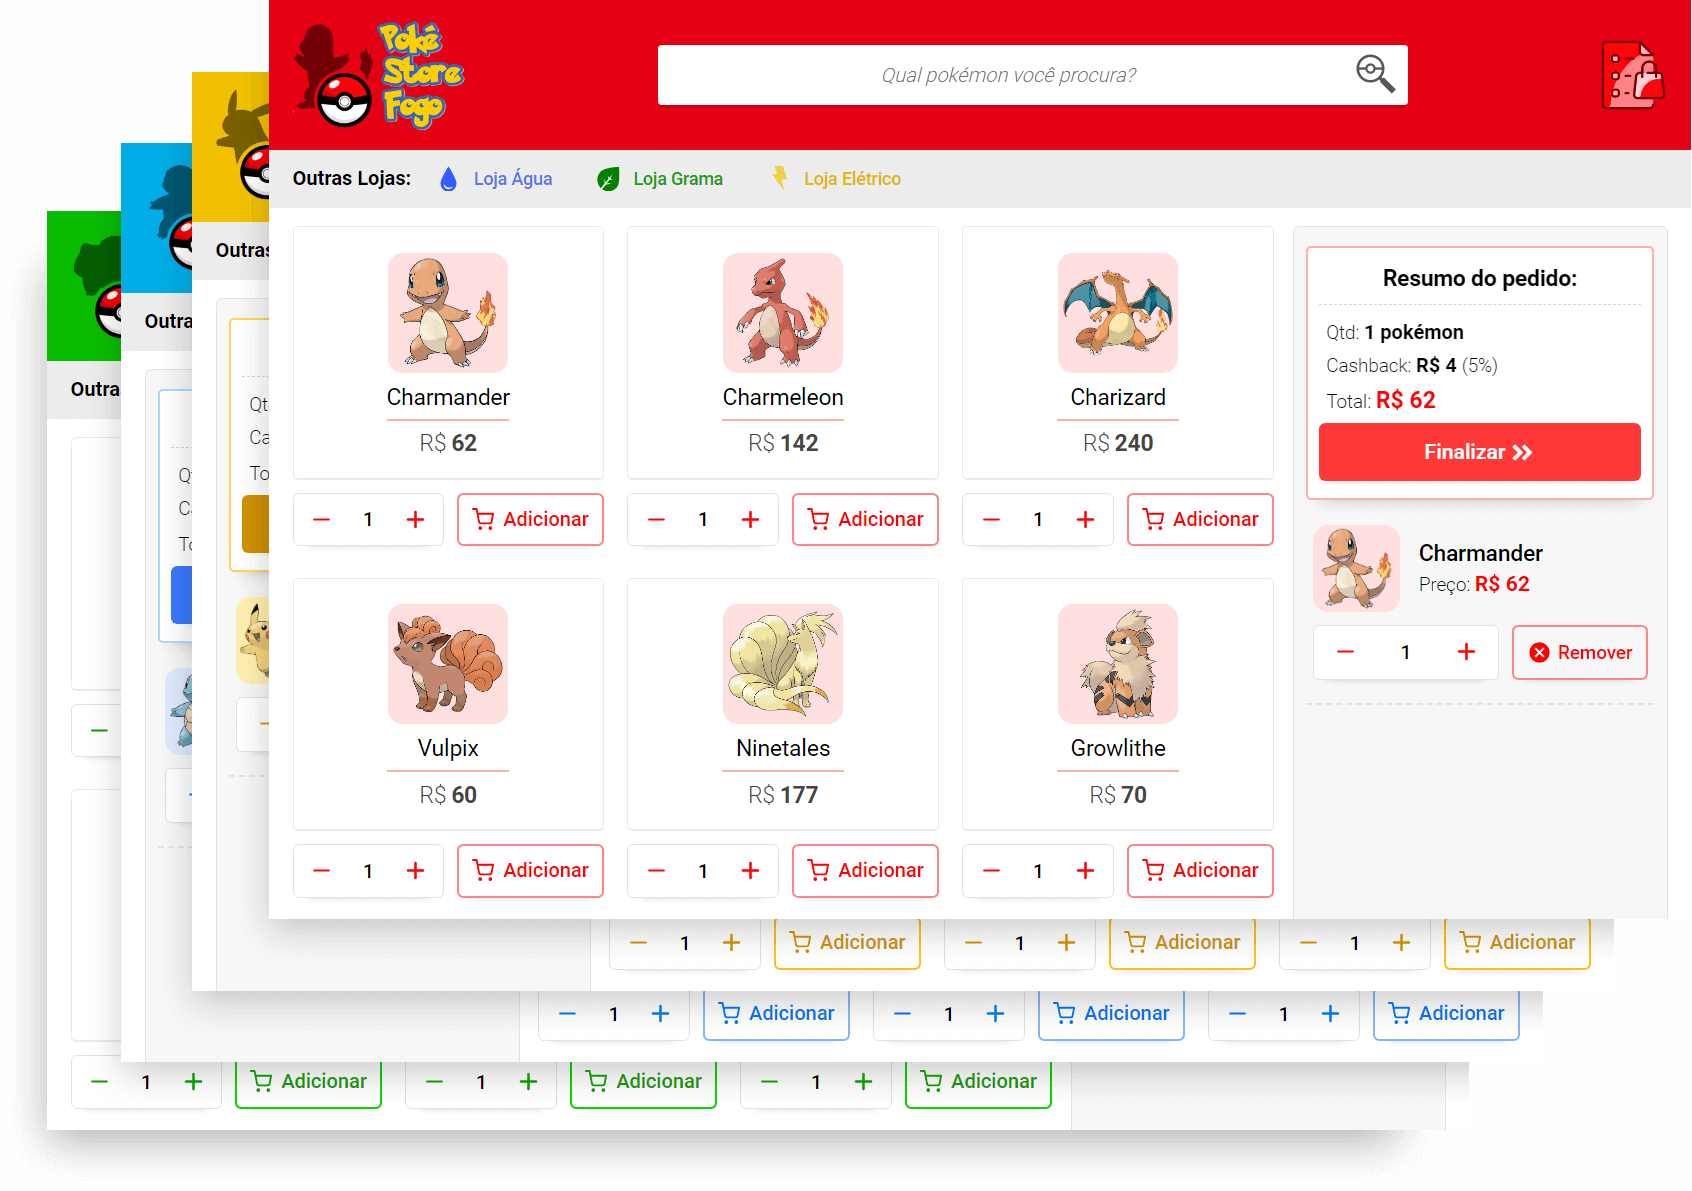 Poké
Store
Fogo
Qual pokémon você procura?
Outras Lojas: Loja Água Loja Grama Loja Elétrico
Charmander
R$ 62
Charmeleon
R$ 142
Charizard
R$ 240
1 Adicionar
1 Adicionar
1 Adicionar
Vulpix
R$ 60
Ninetales
R$ 177
Growlithe
R$ 70
1 Adicionar
1 Adicionar
1 Adicionar
Resumo do pedido:
Qtd: 1 pokémon
Cashback: R$ 4 (5%)
Total: R$ 62
Finalizar
Charmander
Preço: R$ 62
1 Remover
Outras
Qt
Ca
To
1 Adicionar
1 Adicionar
1 Adicionar
Outra
Q
Ca
To
1 Adicionar
1 Adicionar
1 Adicionar
Outra
1 Adicionar
1 Adicionar
1 Adicionar